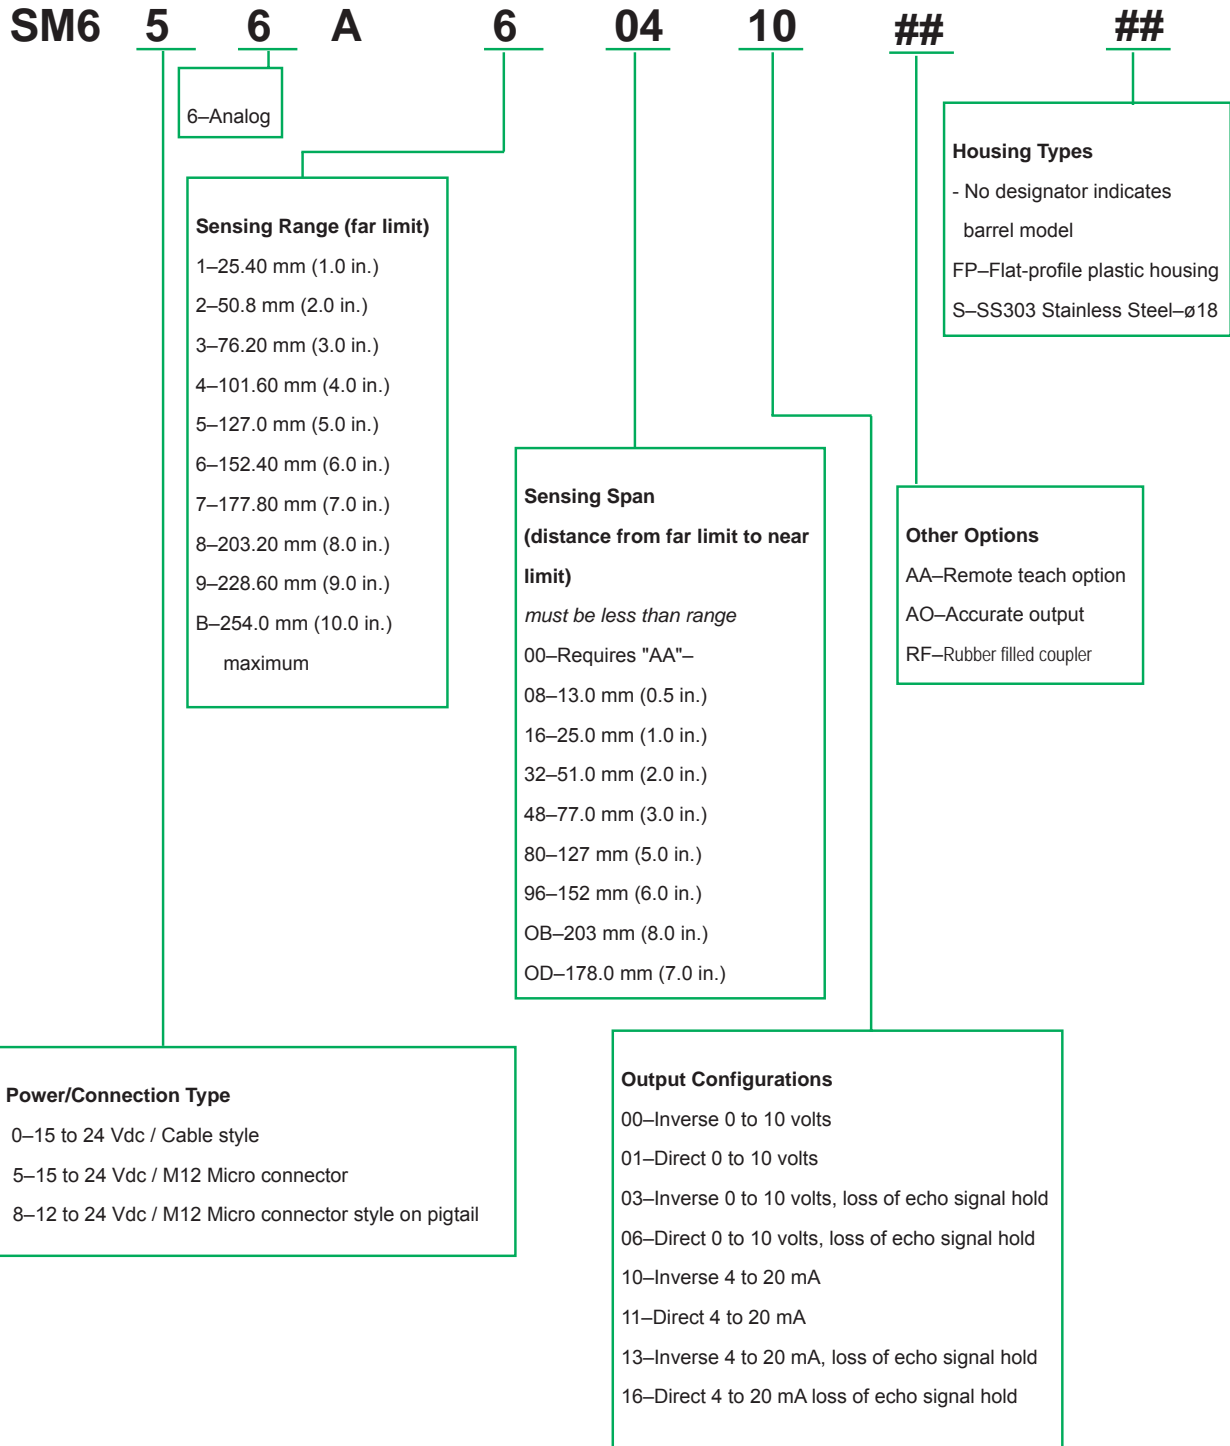 SM6 5 6 A 6 04 10 ## ##
6–Analog
Sensing Range (far limit)
1–25.40 mm (1.0 in.)
2–50.8 mm (2.0 in.)
3–76.20 mm (3.0 in.)
4–101.60 mm (4.0 in.)
5–127.0 mm (5.0 in.)
6–152.40 mm (6.0 in.)
7–177.80 mm (7.0 in.)
8–203.20 mm (8.0 in.)
9–228.60 mm (9.0 in.)
B–254.0 mm (10.0 in.)
maximum
Housing Types
- No designator indicates
barrel model
FP–Flat-profile plastic housing
S–SS303 Stainless Steel–ø18
Sensing Span
(distance from far limit to near
limit)
must be less than range
00–Requires "AA"–
08–13.0 mm (0.5 in.)
16–25.0 mm (1.0 in.)
32–51.0 mm (2.0 in.)
48–77.0 mm (3.0 in.)
80–127 mm (5.0 in.)
96–152 mm (6.0 in.)
OB–203 mm (8.0 in.)
OD–178.0 mm (7.0 in.)
Other Options
AA–Remote teach option
AO–Accurate output
RF–Rubber filled coupler
Power/Connection Type
0–15 to 24 Vdc / Cable style
5–15 to 24 Vdc / M12 Micro connector
8–12 to 24 Vdc / M12 Micro connector style on pigtail
Output Configurations
00–Inverse 0 to 10 volts
01–Direct 0 to 10 volts
03–Inverse 0 to 10 volts, loss of echo signal hold
06–Direct 0 to 10 volts, loss of echo signal hold
10–Inverse 4 to 20 mA
11–Direct 4 to 20 mA
13–Inverse 4 to 20 mA, loss of echo signal hold
16–Direct 4 to 20 mA loss of echo signal hold